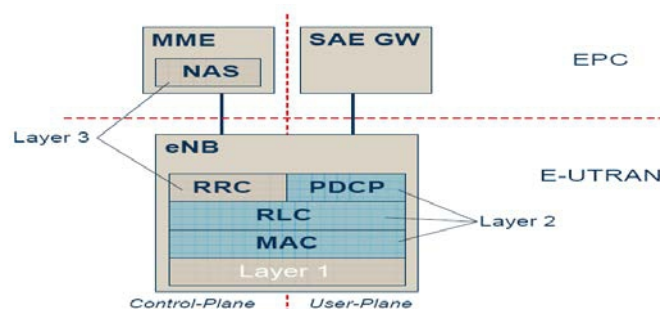 MME
SAE GW
NAS
EPC
Layer 3
eNB
E-UTRAN
RRC
PDCP
RLC
Layer 2
MAC
Layer 1
Control-Plane
User-Plane